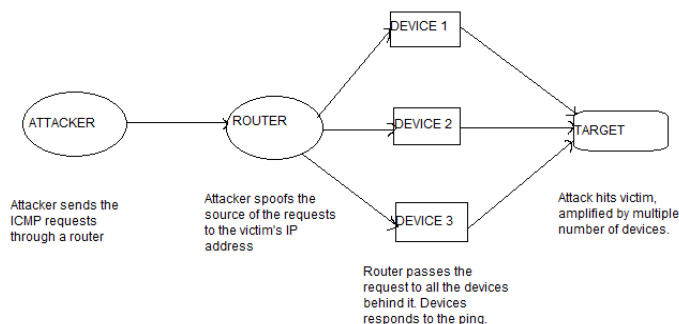 DEVICE 1
ATTACKER
ROUTER
DEVICE 2
TARGET
DEVICE 3
Attacker sends the
ICMP requests
through a router
Attacker spoofs the
source of the requests
to the victim's IP
address
Attack hits victim,
amplified by multiple
number of devices.
Router passes the
request to all the devices
behind it. Devices
responds to the ping.